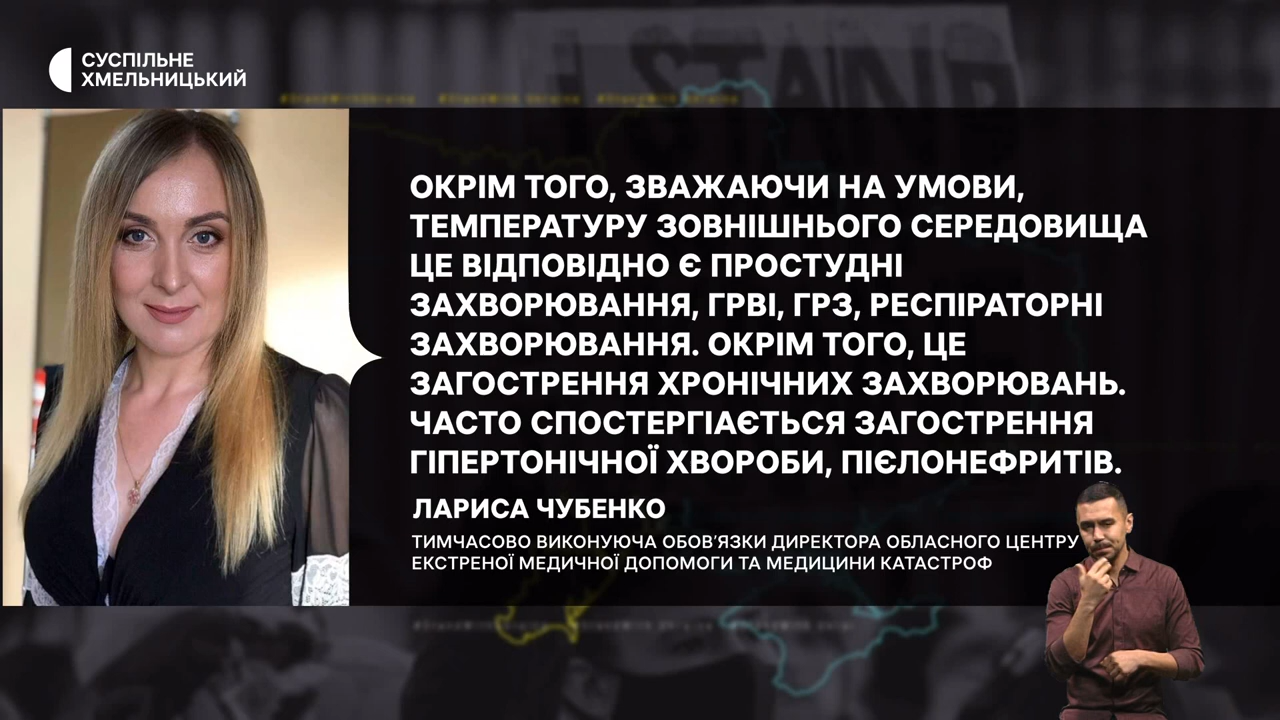 СУСПІЛЬНЕ
ХМЕЛЬНИЦЬКИЙ
I STAND
ОКРІМ ТОГО, ЗВАЖАЮЧИ НА УМОВИ,
ТЕМПЕРАТУРУ ЗОВНІШНЬОГО СЕРЕДОВИЩА
ЦЕ ВІДПОВІДНО Є ПРОСТУДНІ
ЗАХВОРЮВАННЯ, ГРВІ, ГРЗ, РЕСПІРАТОРНІ
ЗАХВОРЮВАННЯ. ОКРІМ ТОГО, ЦЕ
ЗАГОСТРЕННЯ ХРОНІЧНИХ ЗАХВОРЮВАНЬ.
ЧАСТО СПОСТЕРГІАЄТЬСЯ ЗАГОСТРЕННЯ
ГІПЕРТОНІЧНОЇ ХВОРОБИ, ПІЄЛОНЕФРИТІВ.
ЛАРИСА ЧУБЕНКО
ТИМЧАСОВО ВИКОНУЮЧА ОБОВ'ЯЗКИ ДИРЕКТОРА ОБЛАСНОГО ЦЕНТРУ
ЕКСТРЕНОЇ МЕДИЧНОЇ ДОПОМОГИ ТА МЕДИЦИНИ КАТАСТРОФ